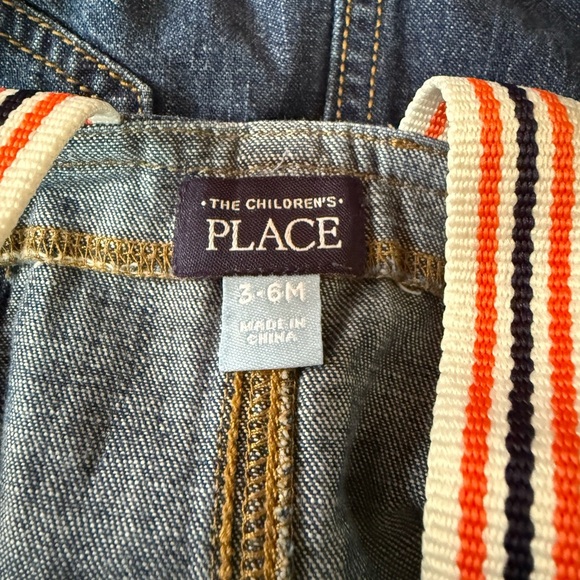 · THE CHILDREN'S ·
PLACE
3-6M
MADE IN
CHINA